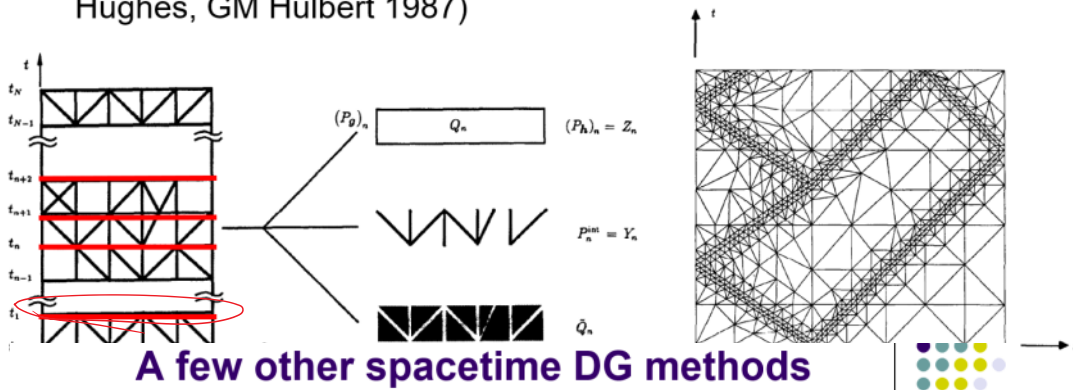 Hughes, GM Hulbert 1987)
t
t
t_N
t_{N-1}
(P_g)_n
Q_n
(P_h)_n = Z_n
t_{n+2}
t_{n+1}
P_n^{int} = Y_n
t_n
t_{n-1}
t_1
Q̃_n
A few other spacetime DG methods